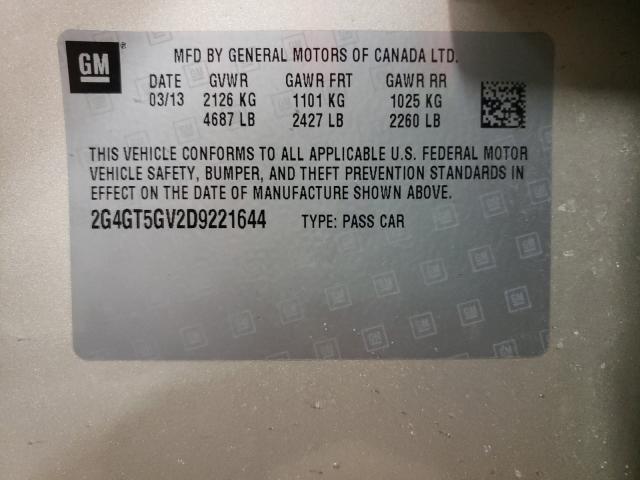 GM ®
MFD BY GENERAL MOTORS OF CANADA LTD.
DATE GVWR GAWR FRT GAWR RR
03/13 2126 KG 1101 KG 1025 KG
4687 LB 2427 LB 2260 LB
THIS VEHICLE CONFORMS TO ALL APPLICABLE U.S. FEDERAL MOTOR
VEHICLE SAFETY, BUMPER, AND THEFT PREVENTION STANDARDS IN
EFFECT ON THE DATE OF MANUFACTURE SHOWN ABOVE.
2G4GT5GV2D9221644 TYPE: PASS CAR